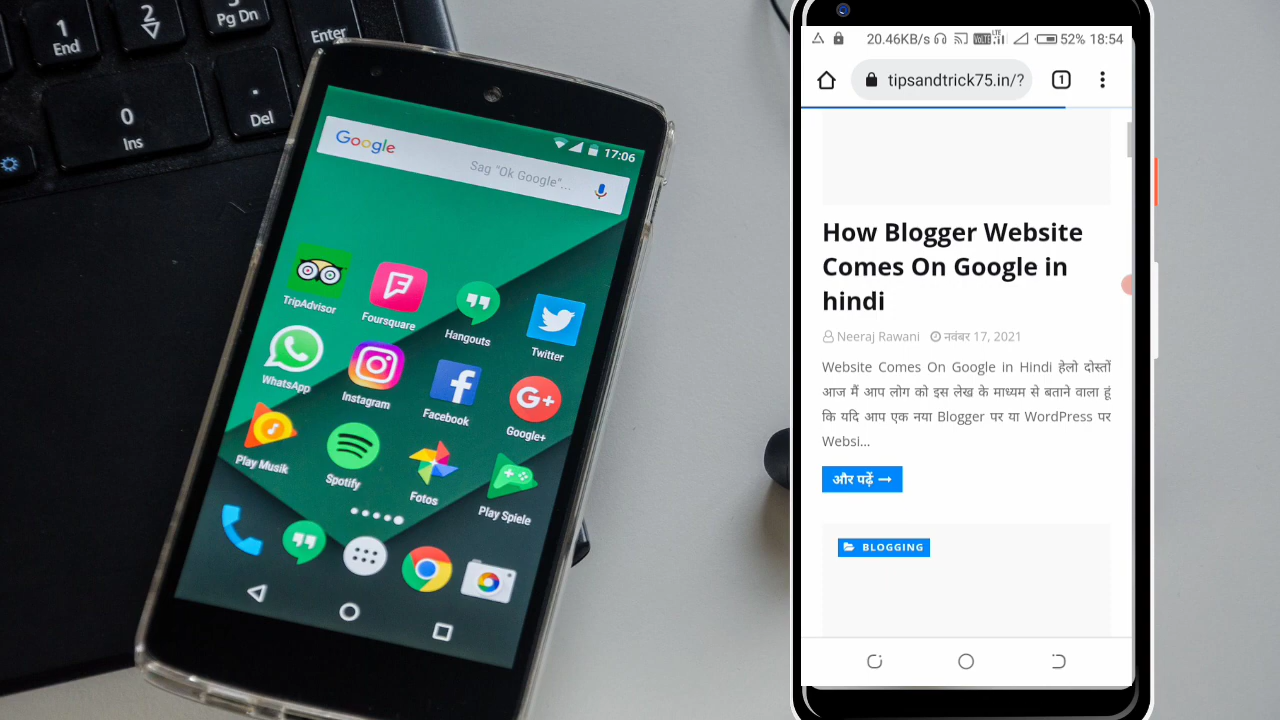 1
End
2
3
Pg Dn
Enter
0
Ins
.
Del
17:06
Google
Sag "Ok Google"...
TripAdvisor
Foursquare
Hangouts
Twitter
WhatsApp
Instagram
Facebook
Google+
G+
Play Musik
Spotify
Fotos
Play Spiele
20.46KB/s
VoLTE
LTE
52% 18:54
tipsandtrick75.in/?
1
How Blogger Website
Comes On Google in
hindi
Neeraj Rawani
नवंबर 17, 2021
Website Comes On Google in Hindi हेलो दोस्तों
आज मैं आप लोग को इस लेख के माध्यम से बताने वाला हूं
कि यदि आप एक नया Blogger पर या WordPress पर
Websi...
और पढ़ें →
BLOGGING